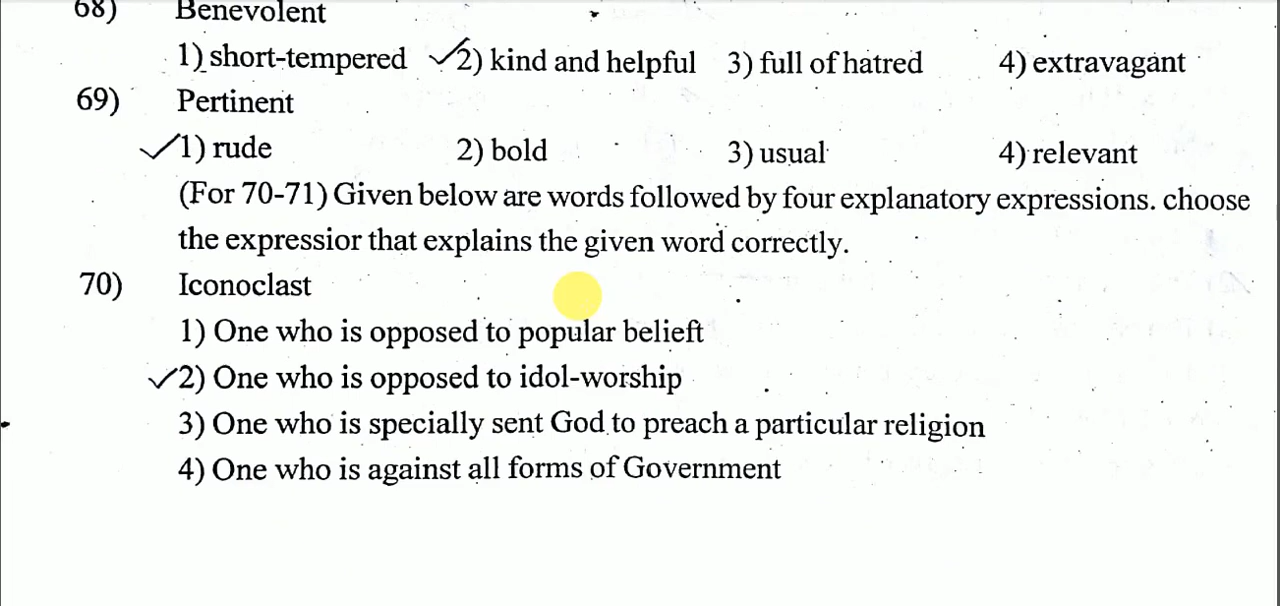 68) Benevolent
1) short-tempered ✓2) kind and helpful 3) full of hatred 4) extravagant
69) Pertinent
✓1) rude 2) bold 3) usual 4) relevant
(For 70-71) Given below are words followed by four explanatory expressions. choose
the expressior that explains the given word correctly.
70) Iconoclast
1) One who is opposed to popular belieft
✓2) One who is opposed to idol-worship
3) One who is specially sent God to preach a particular religion
4) One who is against all forms of Government